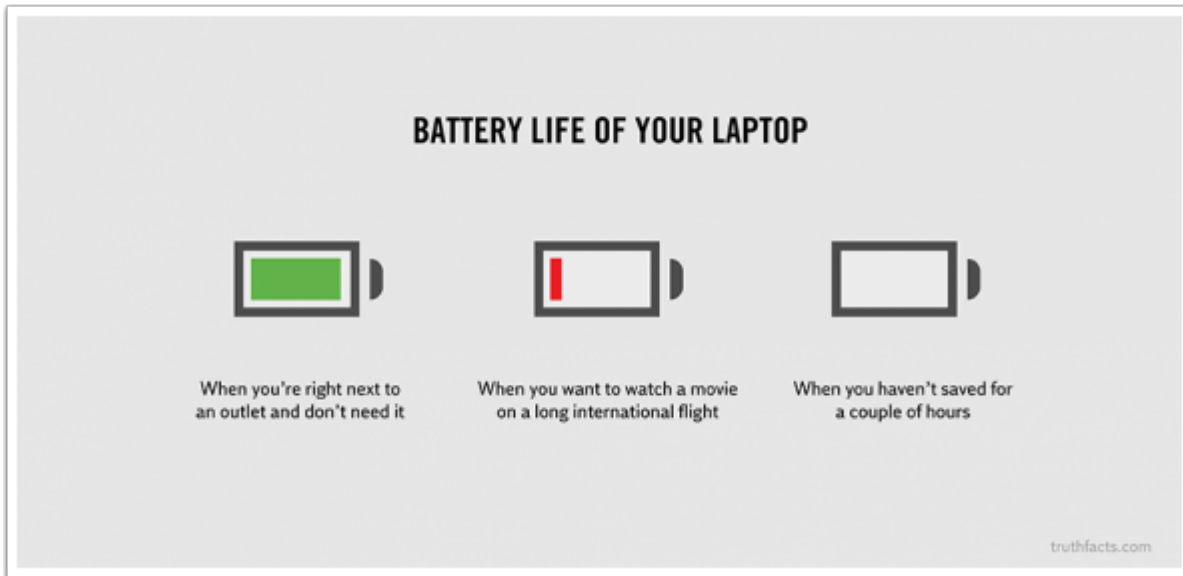 BATTERY LIFE OF YOUR LAPTOP
When you're right next to
an outlet and don't need it
When you want to watch a movie
on a long international flight
When you haven't saved for
a couple of hours
truthfacts.com